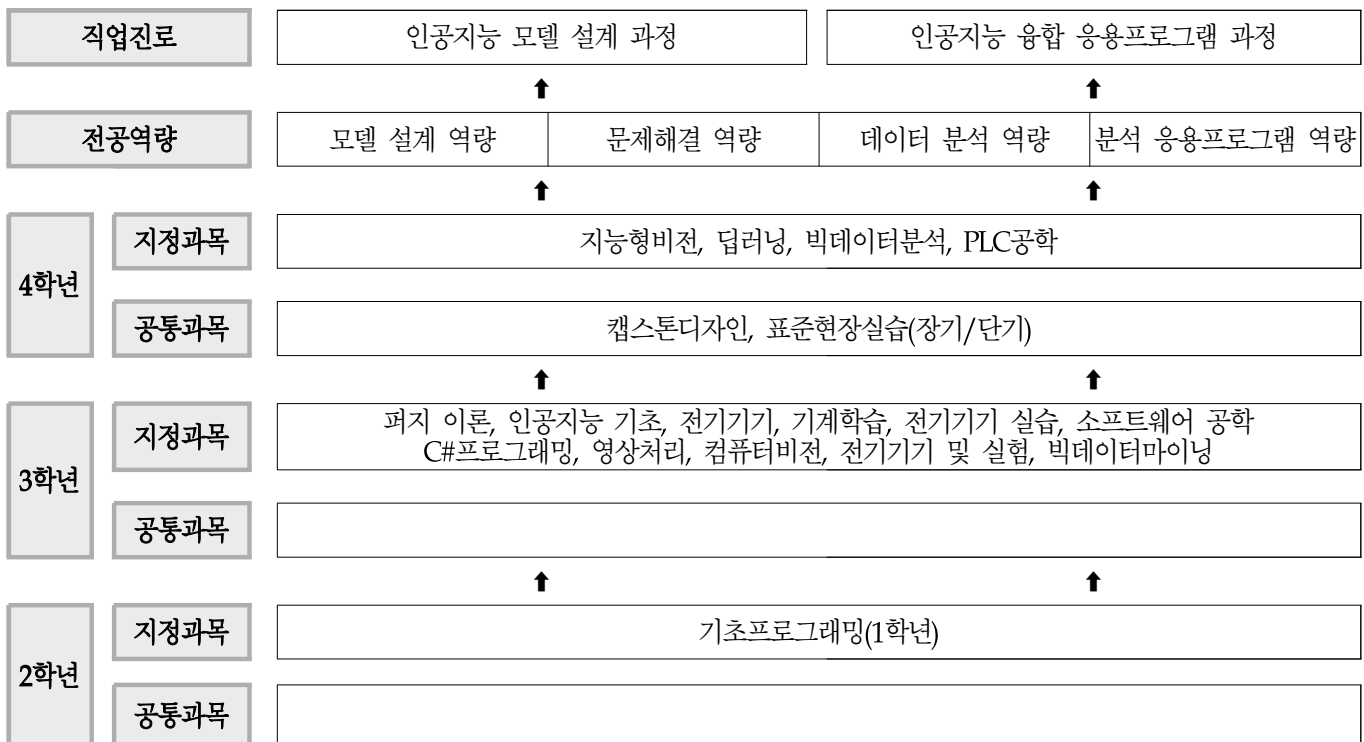 직업진로
인공지능 모델 설계 과정
인공지능 융합 응용프로그램 과정
전공역량
모델 설계 역량
문제해결 역량
데이터 분석 역량
분석 응용프로그램 역량
4학년
지정과목
지능형비전, 딥러닝, 빅데이터분석, PLC공학
공통과목
캡스톤디자인, 표준현장실습(장기/단기)
3학년
지정과목
퍼지 이론, 인공지능 기초, 전기기기, 기계학습, 전기기기 실습, 소프트웨어 공학
C#프로그래밍, 영상처리, 컴퓨터비전, 전기기기 및 실험, 빅데이터마이닝
공통과목
2학년
지정과목
기초프로그래밍(1학년)
공통과목